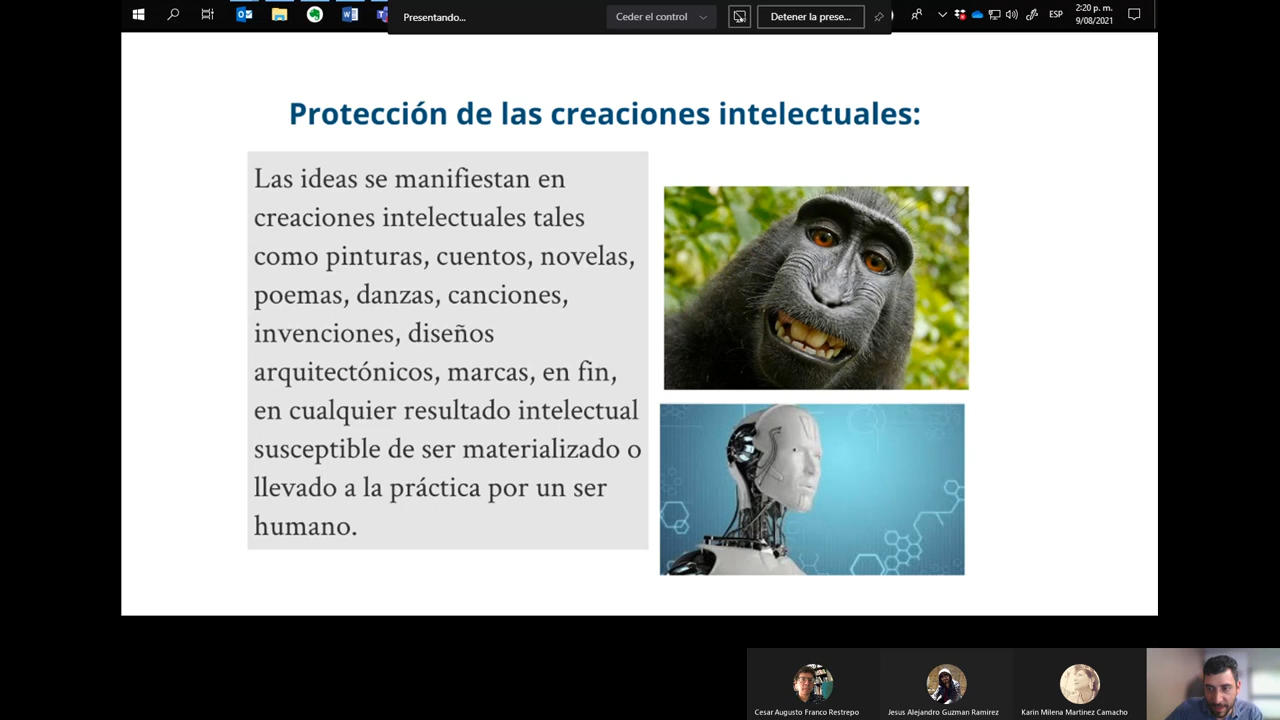 Presentando...
Ceder el control
Detener la prese...
ESP
2:20 p. m.
9/08/2021
Protección de las creaciones intelectuales:
Las ideas se manifiestan en
creaciones intelectuales tales
como pinturas, cuentos, novelas,
poemas, danzas, canciones,
invenciones, diseños
arquitectónicos, marcas, en fin,
en cualquier resultado intelectual
susceptible de ser materializado o
llevado a la práctica por un ser
humano.
Cesar Augusto Franco Restrepo
Jesus Alejandro Guzman Ramirez
Karin Milena Martinez Camacho